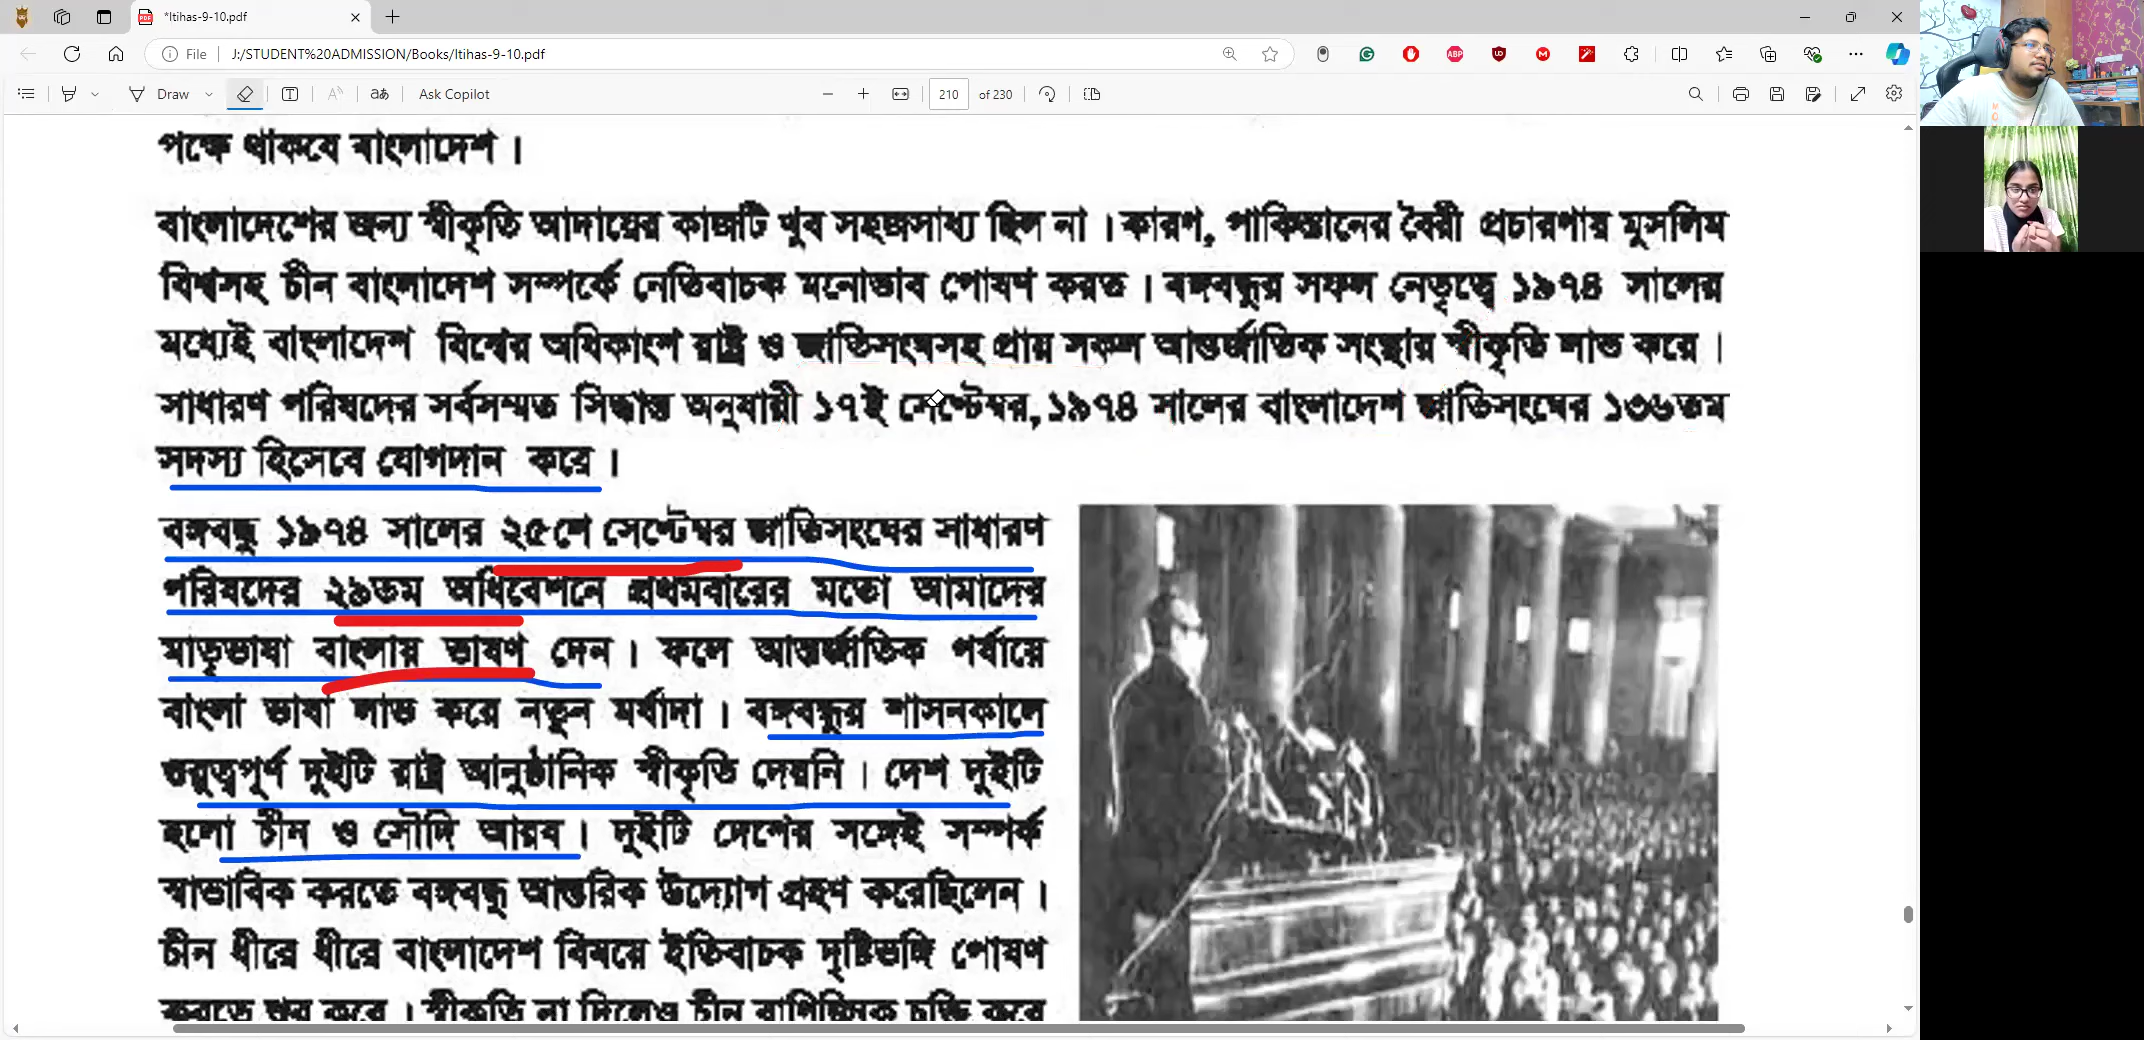 *Itihas-9-10.pdf
File J:/STUDENT%20ADMISSION/Books/Itihas-9-10.pdf
Draw Ask Copilot 210 of 230
পক্ষে থাকবে বাংলাদেশ ।
বাংলাদেশের জন্য স্বীকৃতি আদায়ের কাজটি খুব সহজসাধ্য ছিল না । কারণ, পাকিস্তানের বৈরী প্রচারণায় মুসলিম
বিশ্বসহ চীন বাংলাদেশ সম্পর্কে নেতিবাচক মনোভাব পোষণ করত । বঙ্গবন্ধুর সফল নেতৃত্বে ১৯৭৪ সালের
মধ্যেই বাংলাদেশ বিশ্বের অধিকাংশ রাষ্ট্র ও জাতিসংঘসহ প্রায় সকল আন্তর্জাতিক সংস্থার স্বীকৃতি লাভ করে ।
সাধারণ পরিষদের সর্বসম্মত সিদ্ধান্ত অনুযায়ী ১৭ই সেপ্টেম্বর,১৯৭৪ সালের বাংলাদেশ জাতিসংঘের ১৩৬তম
সদস্য হিসেবে যোগদান করে ।
বঙ্গবন্ধু ১৯৭৪ সালের ২৫শে সেপ্টেম্বর জাতিসংঘের সাধারণ
পরিষদের ২৯তম অধিবেশনে প্রথমবারের মতো আমাদের
মাতৃভাষা বাংলায় ভাষণ দেন । ফলে আন্তর্জাতিক পর্যায়ে
বাংলা ভাষা লাভ করে নতুন মর্যাদা । বঙ্গবন্ধুর শাসনকালে
গুরুত্বপূর্ণ দুইটি রাষ্ট্র আনুষ্ঠানিক স্বীকৃতি দেয়নি । দেশ দুইটি
হলো চীন ও সৌদি আরব । দুইটি দেশের সঙ্গেই সম্পর্ক
স্বাভাবিক করতে বঙ্গবন্ধু আন্তরিক উদ্যোগ গ্রহণ করেছিলেন ।
চীন ধীরে ধীরে বাংলাদেশ বিষয়ে ইতিবাচক দৃষ্টিভঙ্গি পোষণ
করতে শুরু করে । স্বীকৃতি না দিলেও চীন বাণিজ্যিক চুক্তি করে